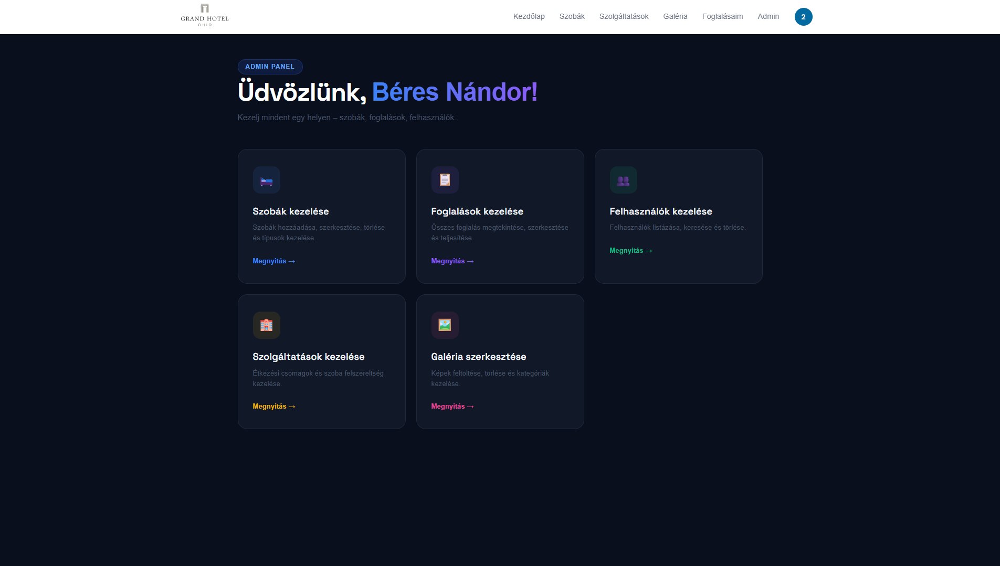 GRAND HOTEL
OHIO
Kezdőlap
Szobák
Szolgáltatások
Galéria
Foglalásaim
Admin
2
ADMIN PANEL
Üdvözlünk, Béres Nándor!
Kezelj mindent egy helyen – szobák, foglalások, felhasználók.
Szobák kezelése
Szobák hozzáadása, szerkesztése, törlése
és típusok kezelése.
Megnyitás →
Foglalások kezelése
Összes foglalás megtekintése, szerkesztése
és teljesítése.
Megnyitás →
Felhasználók kezelése
Felhasználók listázása, keresése és törlése.
Megnyitás →
Szolgáltatások kezelése
Étkezési csomagok és szoba felszereltség
kezelése.
Megnyitás →
Galéria szerkesztése
Képek feltöltése, törlése és kategóriák
kezelése.
Megnyitás →